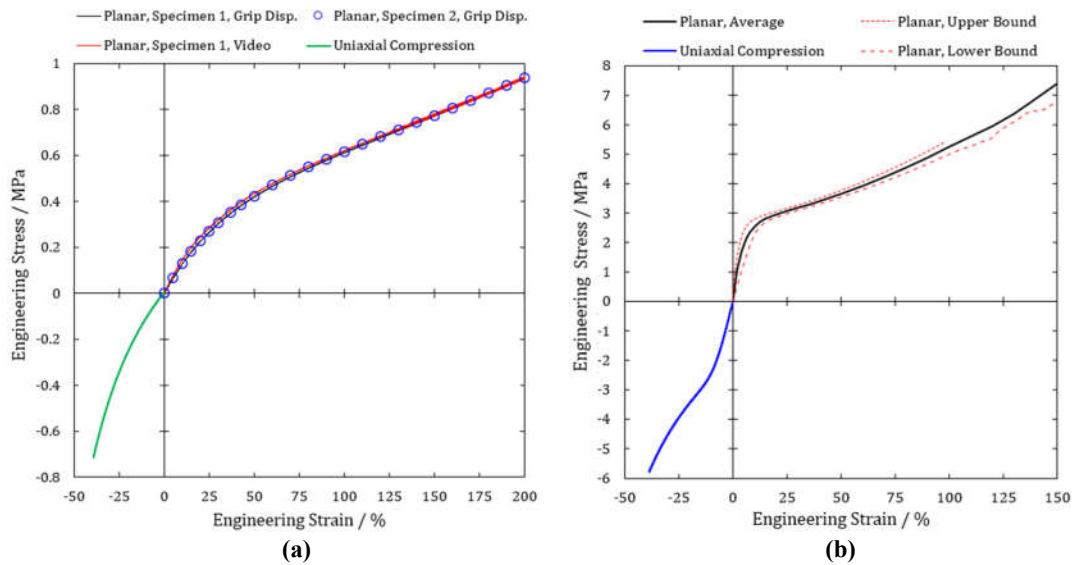 Planar, Specimen 1, Grip Disp.
Planar, Specimen 2, Grip Disp.
Planar, Specimen 1, Video
Uniaxial Compression
Engineering Stress / MPa
1
0.8
0.6
0.4
0.2
0
-0.2
-0.4
-0.6
-0.8
-50 -25 0 25 50 75 100 125 150 175 200
Engineering Strain / %
(a)
Planar, Average
Planar, Upper Bound
Uniaxial Compression
Planar, Lower Bound
Engineering Stress / MPa
8
7
6
5
4
3
2
1
0
-1
-2
-3
-4
-5
-6
-50 -25 0 25 50 75 100 125 150
Engineering Strain / %
(b)